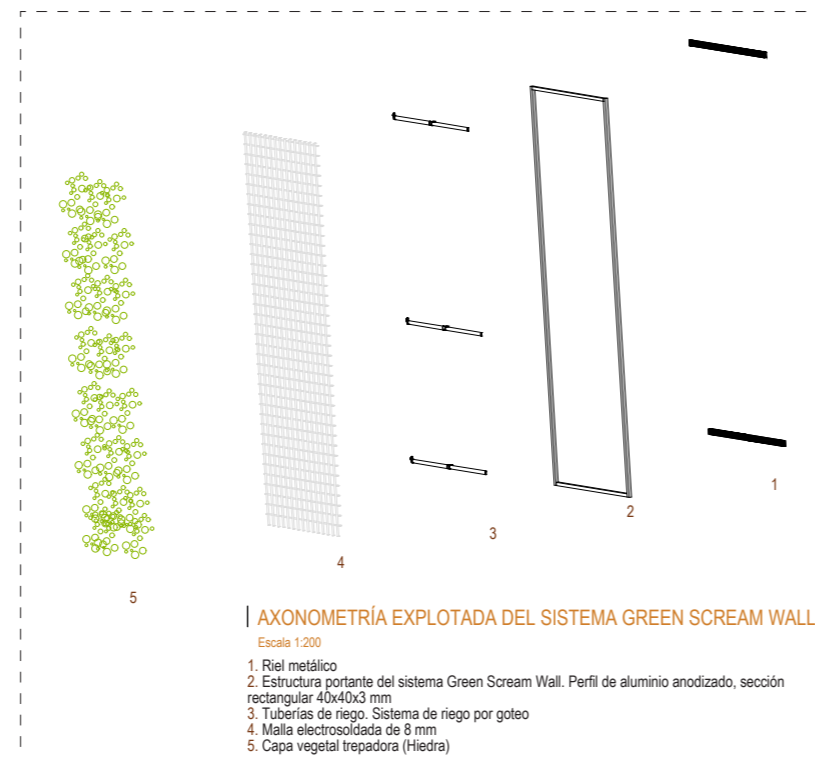 1
2
3
4
5
AXONOMETRÍA EXPLOTADA DEL SISTEMA GREEN SCREAM WALL
Escala 1:200
1. Riel metálico
2. Estructura portante del sistema Green Scream Wall. Perfil de aluminio anodizado, sección
rectangular 40x40x3 mm
3. Tuberías de riego. Sistema de riego por goteo
4. Malla electrosoldada de 8 mm
5. Capa vegetal trepadora (Hiedra)